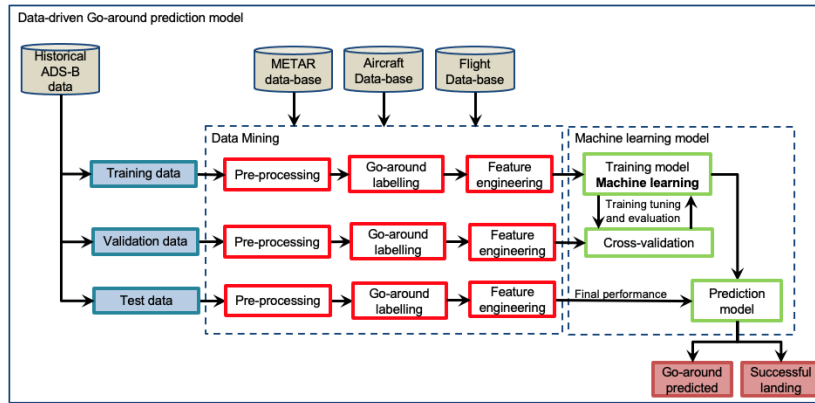 Data-driven Go-around prediction model
Historical
ADS-B
data
METAR
data-base
Aircraft
Data-base
Flight
Data-base
Data Mining
Machine learning model
Training data
Pre-processing
Go-around
labelling
Feature
engineering
Training model
Machine learning
Training tuning
and evaluation
Validation data
Pre-processing
Go-around
labelling
Feature
engineering
Cross-validation
Test data
Pre-processing
Go-around
labelling
Feature
engineering
Final performance
Prediction
model
Go-around
predicted
Successful
landing